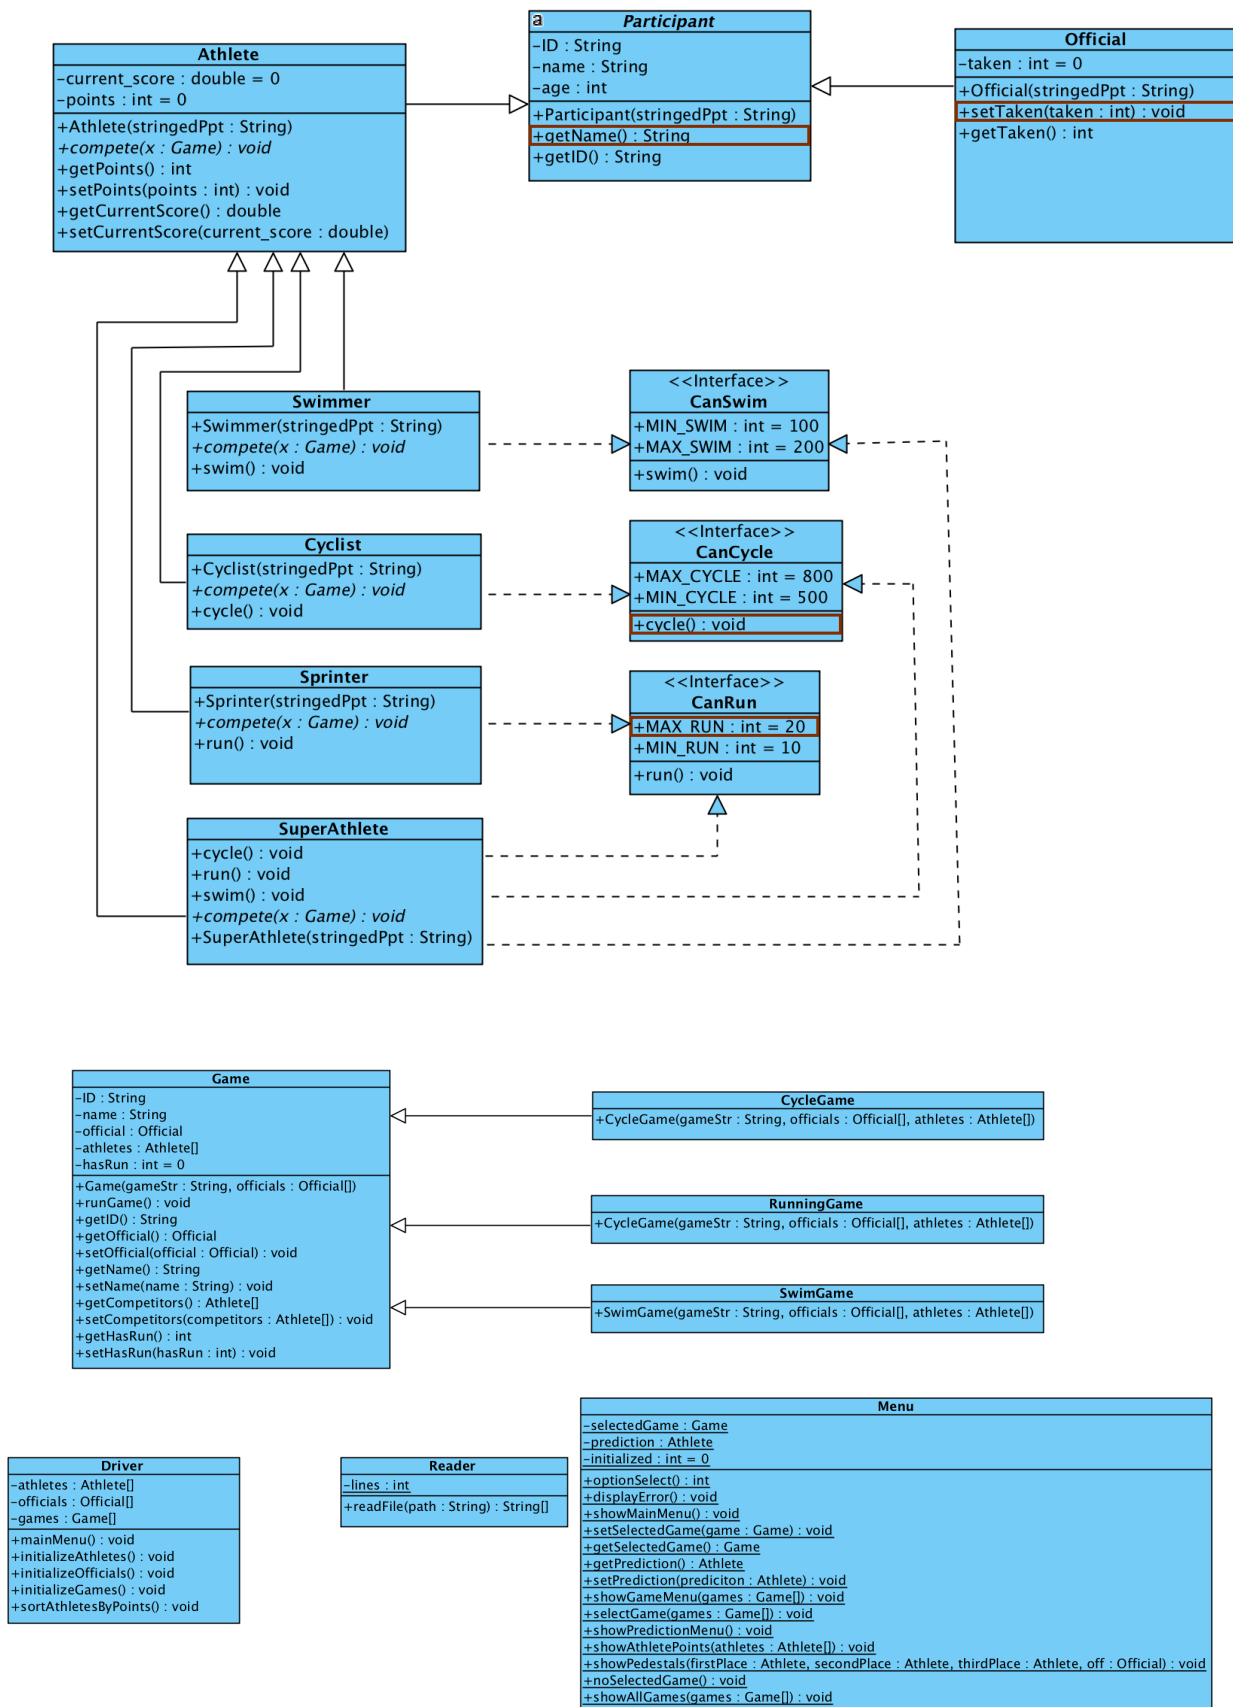 a
Participant
-ID : String
-name : String
-age : int
+Participant(stringedPpt : String)
+getName() : String
+getID() : String
Athlete
-current_score : double = 0
-points : int = 0
+Athlete(stringedPpt : String)
+compete(x : Game) : void
+getPoints() : int
+setPoints(points : int) : void
+getCurrentScore() : double
+setCurrentScore(current_score : double)
Official
-taken : int = 0
+Official(stringedPpt : String)
+setTaken(taken : int) : void
+getTaken() : int
Swimmer
+Swimmer(stringedPpt : String)
+compete(x : Game) : void
+swim() : void
<<Interface>>
CanSwim
+MIN_SWIM : int = 100
+MAX_SWIM : int = 200
+swim() : void
Cyclist
+Cyclist(stringedPpt : String)
+compete(x : Game) : void
+cycle() : void
<<Interface>>
CanCycle
+MAX_CYCLE : int = 800
+MIN_CYCLE : int = 500
+cycle() : void
Sprinter
+Sprinter(stringedPpt : String)
+compete(x : Game) : void
+run() : void
<<Interface>>
CanRun
+MAX_RUN : int = 20
+MIN_RUN : int = 10
+run() : void
SuperAthlete
+cycle() : void
+run() : void
+swim() : void
+compete(x : Game) : void
+SuperAthlete(stringedPpt : String)
Game
-ID : String
-name : String
-official : Official
-athletes : Athlete[]
-hasRun : int = 0
+Game(gameStr : String, officials : Official[])
+runGame() : void
+getID() : String
+getOfficial() : Official
+setOfficial(official : Official) : void
+getName() : String
+setName(name : String) : void
+getCompetitors() : Athlete[]
+setCompetitors(competitors : Athlete[]) : void
+getHasRun() : int
+setHasRun(hasRun : int) : void
CycleGame
+CycleGame(gameStr : String, officials : Official[], athletes : Athlete[])
RunningGame
+CycleGame(gameStr : String, officials : Official[], athletes : Athlete[])
SwimGame
+SwimGame(gameStr : String, officials : Official[], athletes : Athlete[])
Driver
-athletes : Athlete[]
-officials : Official[]
-games : Game[]
+mainMenu() : void
+initializeAthletes() : void
+initializeOfficials() : void
+initializeGames() : void
+sortAthletesByPoints() : void
Reader
-lines : int
+readFile(path : String) : String[]
Menu
-selectedGame : Game
-prediction : Athlete
-initialized : int = 0
+optionSelect() : int
+displayError() : void
+showMainMenu() : void
+setSelectedGame(game : Game) : void
+getSelectedGame() : Game
+getPrediction() : Athlete
+setPrediction(prediciton : Athlete) : void
+showGameMenu(games : Game[]) : void
+selectGame(games : Game[]) : void
+showPredictionMenu() : void
+showAthletePoints(athletes : Athlete[]) : void
+showPedestals(firstPlace : Athlete, secondPlace : Athlete, thirdPlace : Athlete, off : Official) : void
+noSelectedGame() : void
+showAllGames(games : Game[]) : void